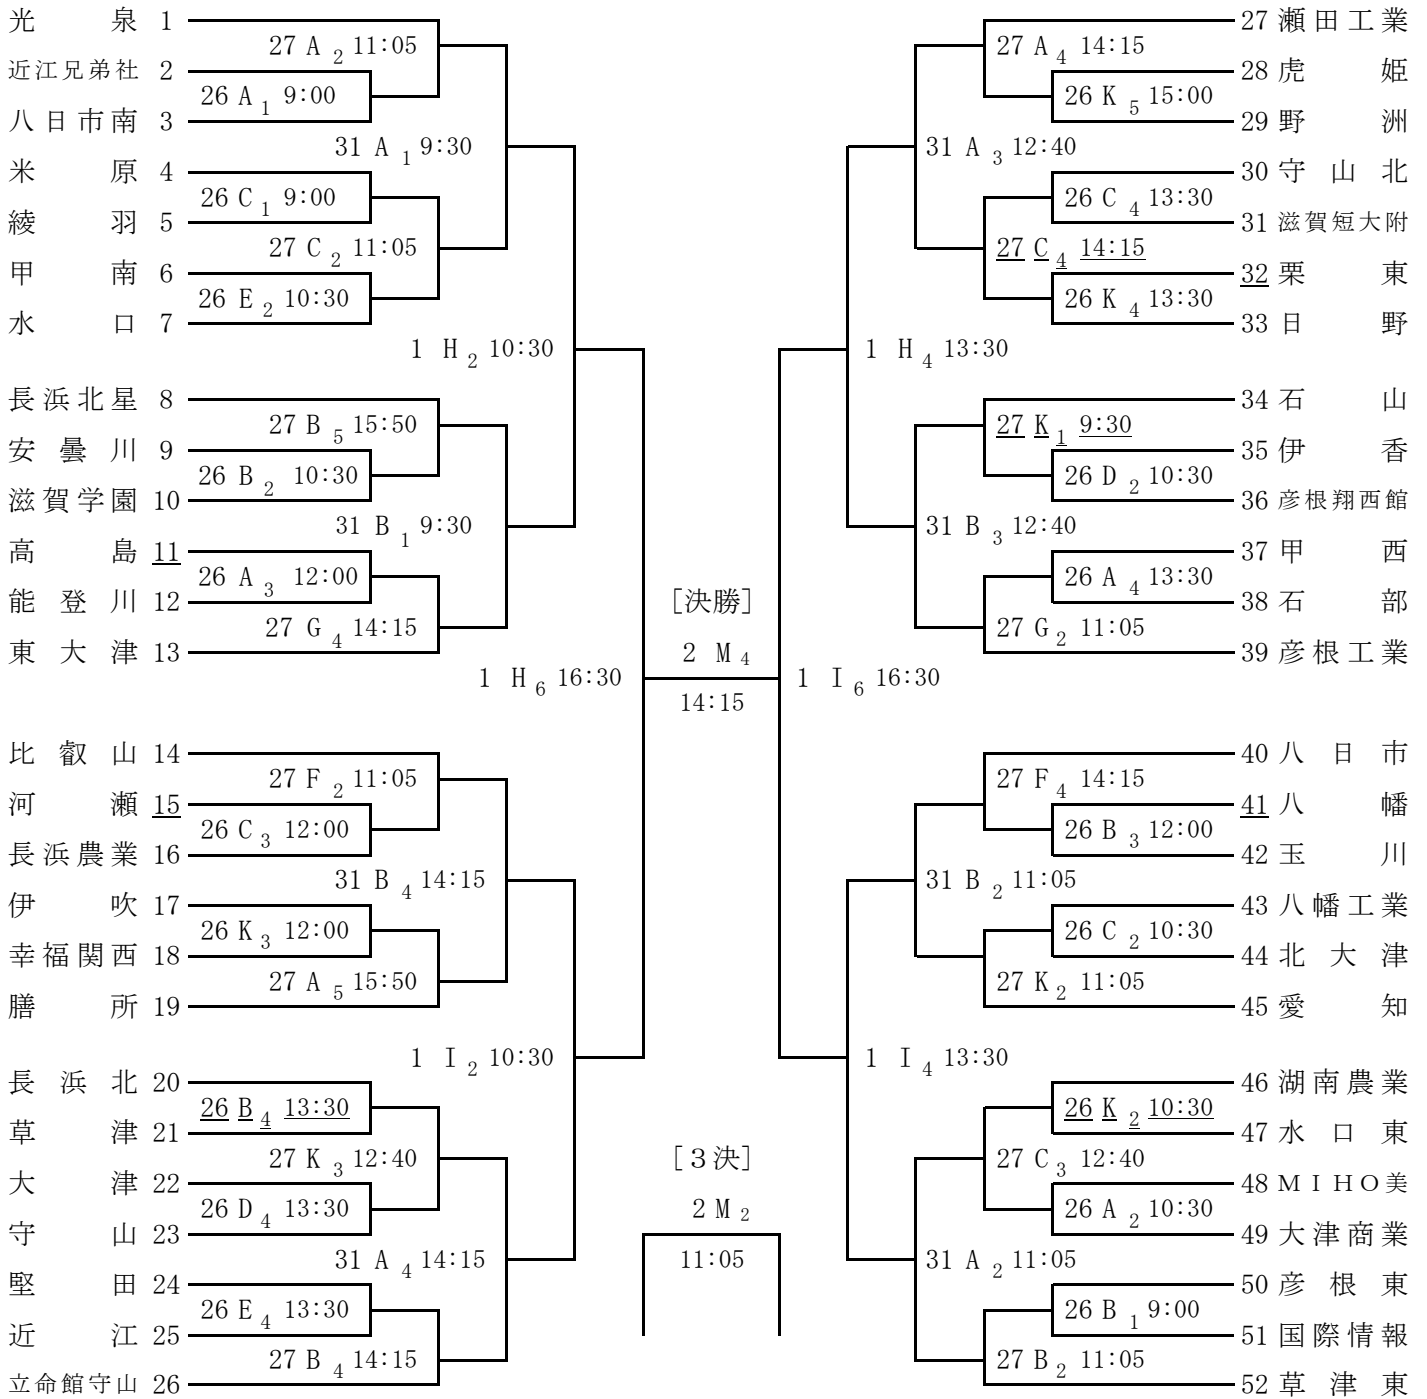 光泉 1
27 A 2 11:05
近江兄弟社 2
26 A 1 9:00
八日市南 3
31 A 1 9:30
米原 4
26 C 1 9:00
綾羽 5
27 C 2 11:05
甲南 6
26 E 2 10:30
水口 7
1 H 2 10:30
長浜北星 8
27 B 5 15:50
安曇川 9
26 B 2 10:30
滋賀学園 10
31 B 1 9:30
高島 11
26 A 3 12:00
能登川 12
27 G 4 14:15
東大津 13
1 H 6 16:30
比叡山 14
27 F 2 11:05
河瀬 15
26 C 3 12:00
長浜農業 16
31 B 4 14:15
伊吹 17
26 K 3 12:00
幸福関西 18
27 A 5 15:50
膳所 19
1 I 2 10:30
長浜北 20
26 B 4 13:30
草津 21
27 K 3 12:40
大津 22
26 D 4 13:30
守山 23
31 A 4 14:15
堅田 24
26 E 4 13:30
近江 25
27 B 4 14:15
立命館守山 26
[決勝]
2 M 4
14:15
[３決]
2 M 2
11:05
27 瀬田工業
27 A 4 14:15
28 虎姫
26 K 5 15:00
29 野洲
31 A 3 12:40
30 守山北
26 C 4 13:30
31 滋賀短大附
27 C 4 14:15
32 栗東
26 K 4 13:30
33 日野
1 H 4 13:30
34 石山
27 K 1 9:30
35 伊香
26 D 2 10:30
36 彦根翔西館
31 B 3 12:40
37 甲西
26 A 4 13:30
38 石部
27 G 2 11:05
39 彦根工業
1 I 6 16:30
40 八日市
27 F 4 14:15
41 八幡
26 B 3 12:00
42 玉川
31 B 2 11:05
43 八幡工業
26 C 2 10:30
44 北大津
27 K 2 11:05
45 愛知
1 I 4 13:30
46 湖南農業
26 K 2 10:30
47 水口東
27 C 3 12:40
48 ＭＩＨＯ美
26 A 2 10:30
49 大津商業
31 A 2 11:05
50 彦根東
26 B 1 9:00
51 国際情報
27 B 2 11:05
52 草津東